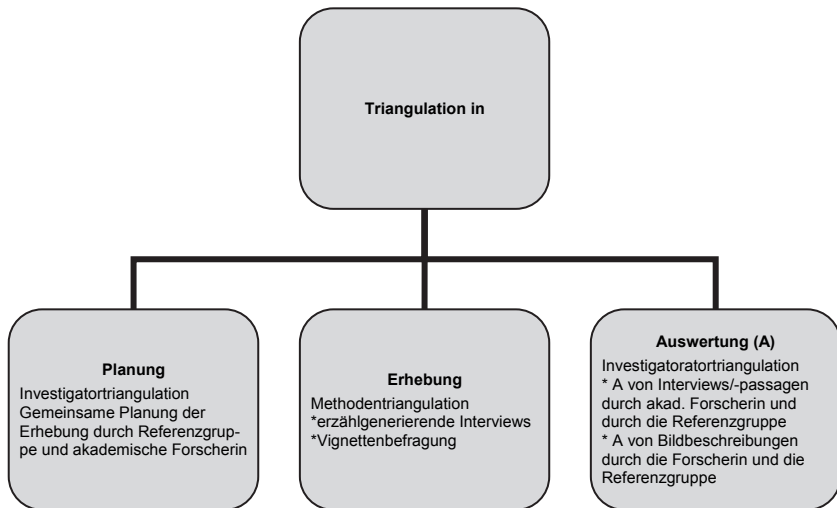 Triangulation in
Planung
Investigatortriangulation
Gemeinsame Planung der
Erhebung durch Referenzgrup-
pe und akademische Forscherin
Erhebung
Methodentriangulation
*erzählgenerierende Interviews
*Vignettenbefragung
Auswertung (A)
Investigatoratortriangulation
* A von Interviews/-passagen
durch akad. Forscherin und
durch die Referenzgruppe
* A von Bildbeschreibungen
durch die Forscherin und die
Referenzgruppe